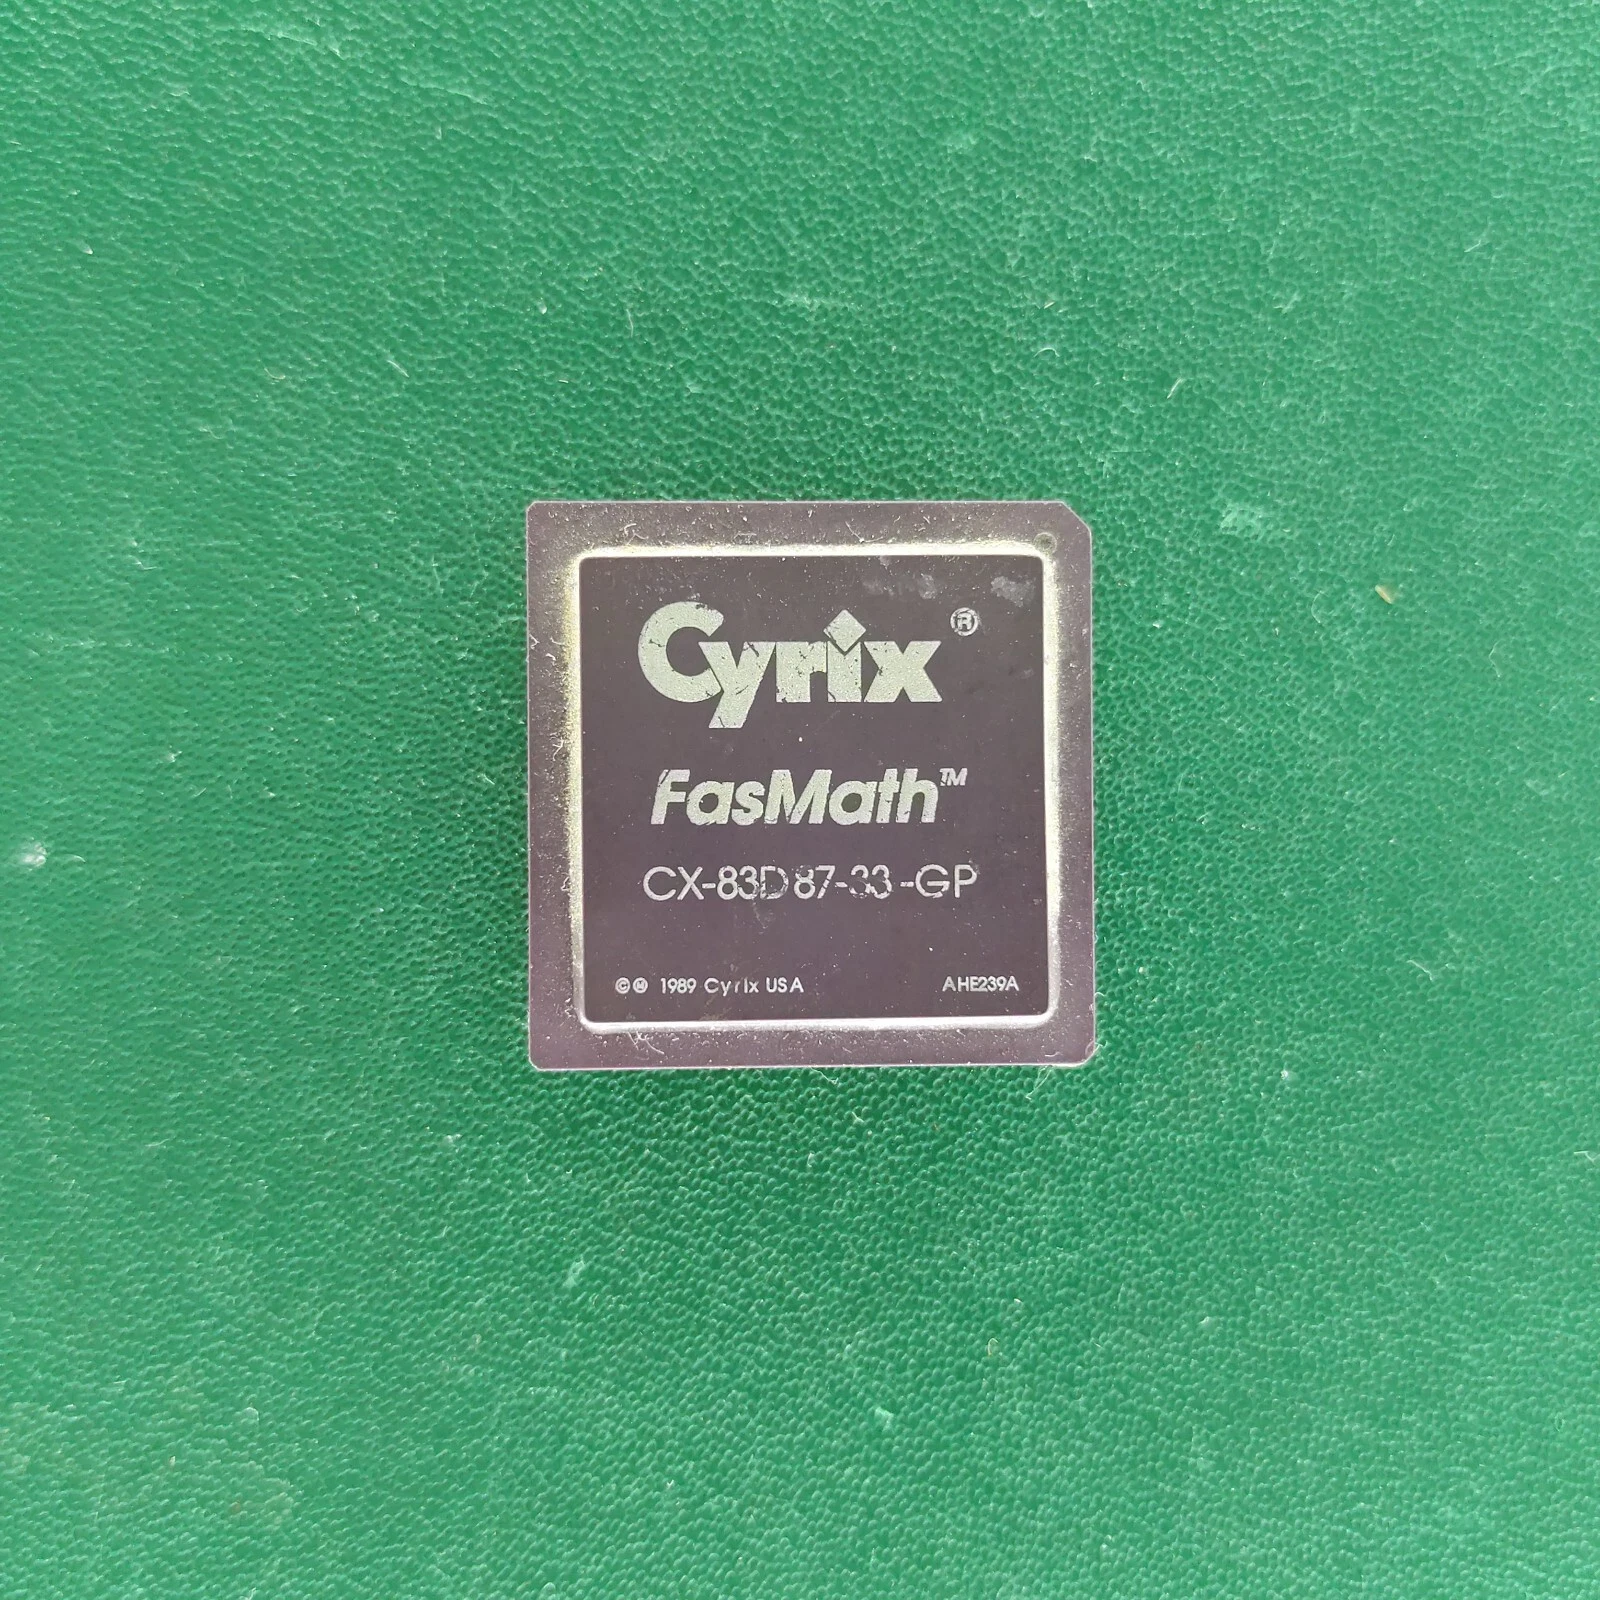 Cyrix ®
FasMath™
CX-83D87-33-GP
©Ⓜ 1989 Cyrix USA
AHE239A